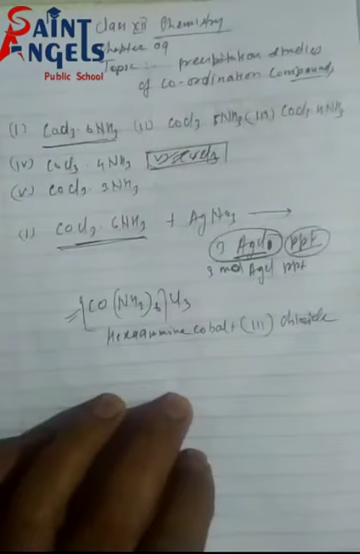 SAINT
ANGELS
Public School
Class XII Chemistry
Chapter 09
Topic:- precipitation studies
of co-ordination compounds
(I) CoCl3. 6NH3 (II) CoCl3. 5NH3 (III) CoCl3. 4NH3
(IV) CoCl3. 4NH3
(V) CoCl3. 3NH3
(I) CoCl3. 6NH3 + AgNO3 →
3 AgCl ppt
3 mol AgCl ppt
[CO(NH3)6]Cl3
Hexaammine cobalt (III) chloride